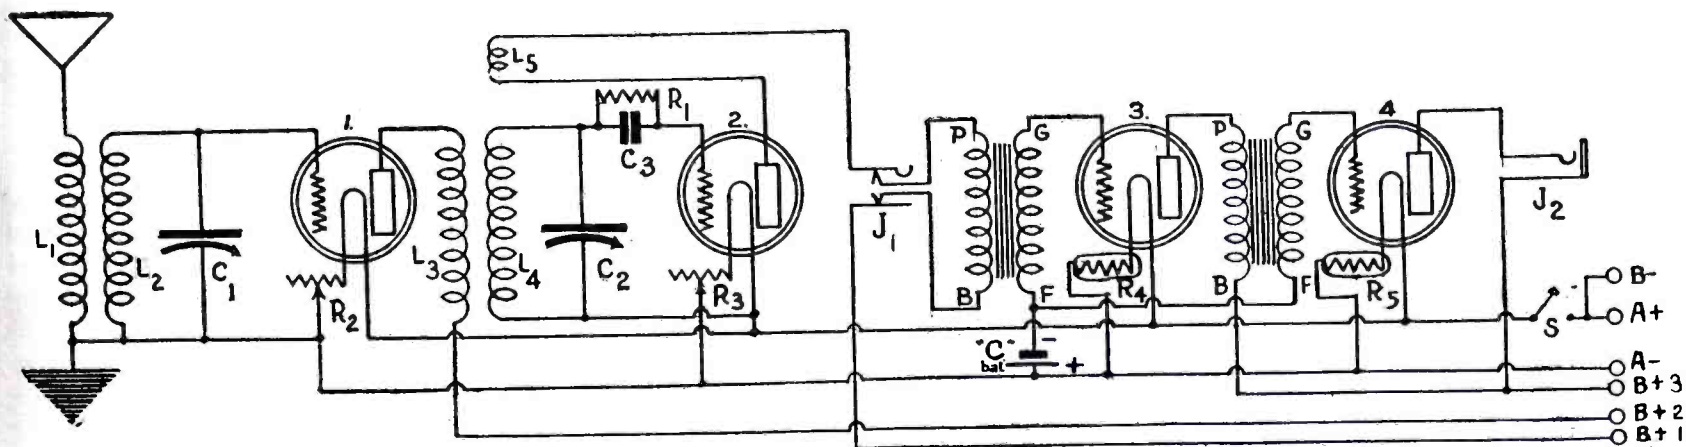 L5
R1
1.
2.
3.
4
P
G
P
G
C3
L1
L2
C1
R2
L3
L4
C2
R3
J1
B
F
R4
B
F
R5
J2
"C"
bat
-
+
S
B-
A+
A-
B+3
B+2
B+1